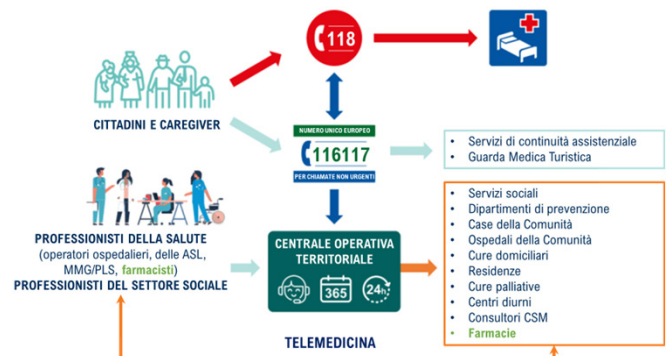 118
CITTADINI E CAREGIVER
NUMERO UNICO EUROPEO
116117
PER CHIAMATE NON URGENTI
• Servizi di continuità assistenziale
• Guarda Medica Turistica
PROFESSIONISTI DELLA SALUTE
(operatori ospedalieri, delle ASL,
MMG/PLS, farmacisti)
PROFESSIONISTI DEL SETTORE SOCIALE
CENTRALE OPERATIVA
TERRITORIALE
365
24h
• Servizi sociali
• Dipartimenti di prevenzione
• Case della Comunità
• Ospedali della Comunità
• Cure domiciliari
• Residenze
• Cure palliative
• Centri diurni
• Consultori CSM
• Farmacie
TELEMEDICINA